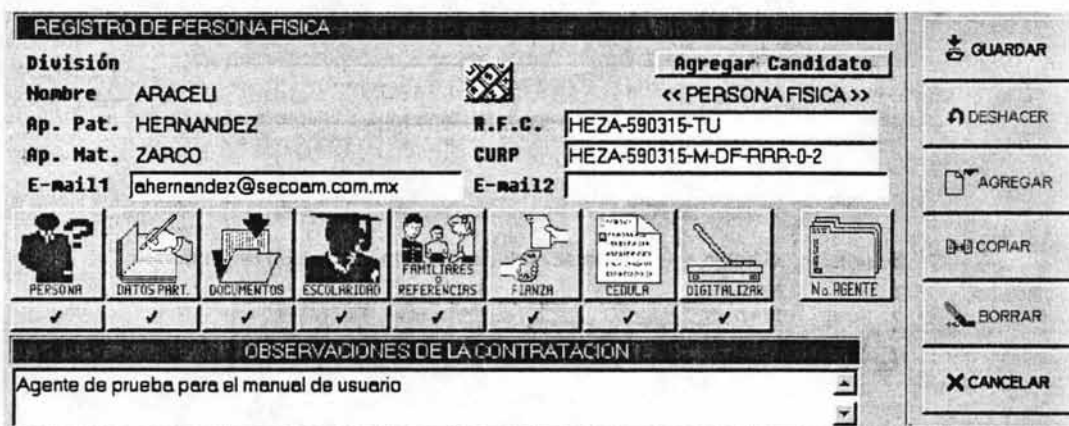 REGISTRO DE PERSONA FISICA
División
Agregar Candidato
Nombre ARACELI
<< PERSONA FISICA >>
Ap. Pat. HERNANDEZ
R.F.C. HEZA-590315-TU
Ap. Mat. ZARCO
CURP HEZA-590315-M-DF-RRR-0-2
E-mail1 ahernandez@secoam.com.mx
E-mail2
PERSONA
DATOS PART.
DOCUMENTOS
ESCOLARIDAD
FAMILIARES
O
REFERENCIAS
FIANZA
CEDULA
DIGITALIZAR
No. AGENTE
OBSERVACIONES DE LA CONTRATACION
Agente de prueba para el manual de usuario
GUARDAR
DESHACER
AGREGAR
COPIAR
BORRAR
CANCELAR